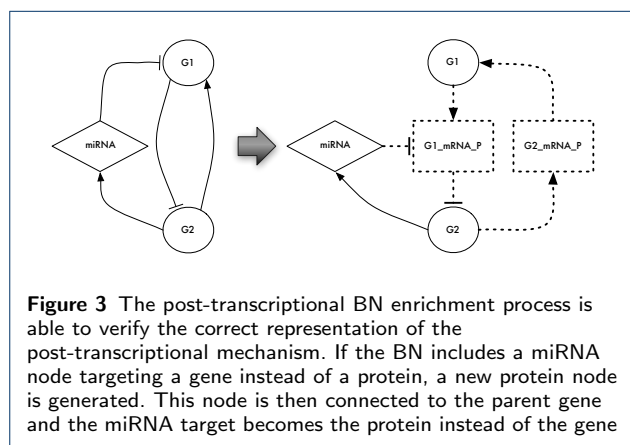 G1
G1
miRNA
miRNA
G1_mRNA_P
G2_mRNA_P
G2
G2
Figure 3 The post-transcriptional BN enrichment process is
able to verify the correct representation of the
post-transcriptional mechanism. If the BN includes a miRNA
node targeting a gene instead of a protein, a new protein node
is generated. This node is then connected to the parent gene
and the miRNA target becomes the protein instead of the gene